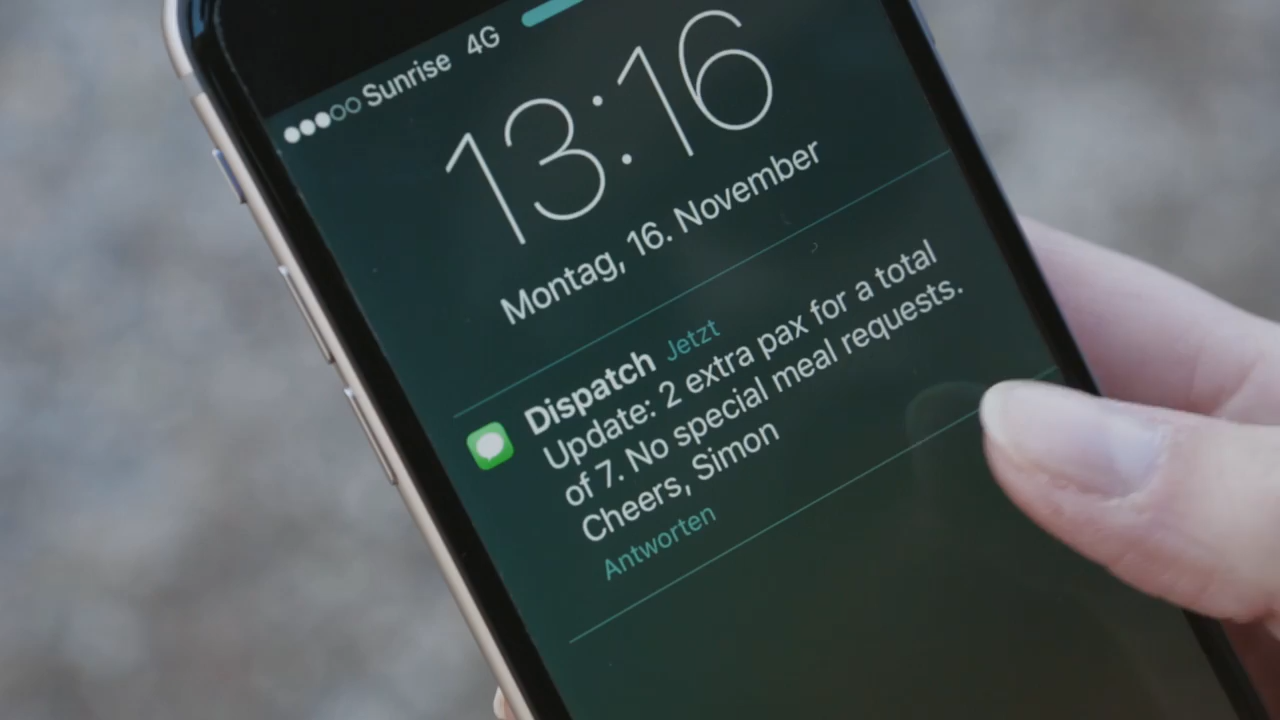 Sunrise 4G
13:16
Montag, 16. November
Dispatch Jetzt
Update: 2 extra pax for a total
of 7. No special meal requests.
Cheers, Simon
Antworten